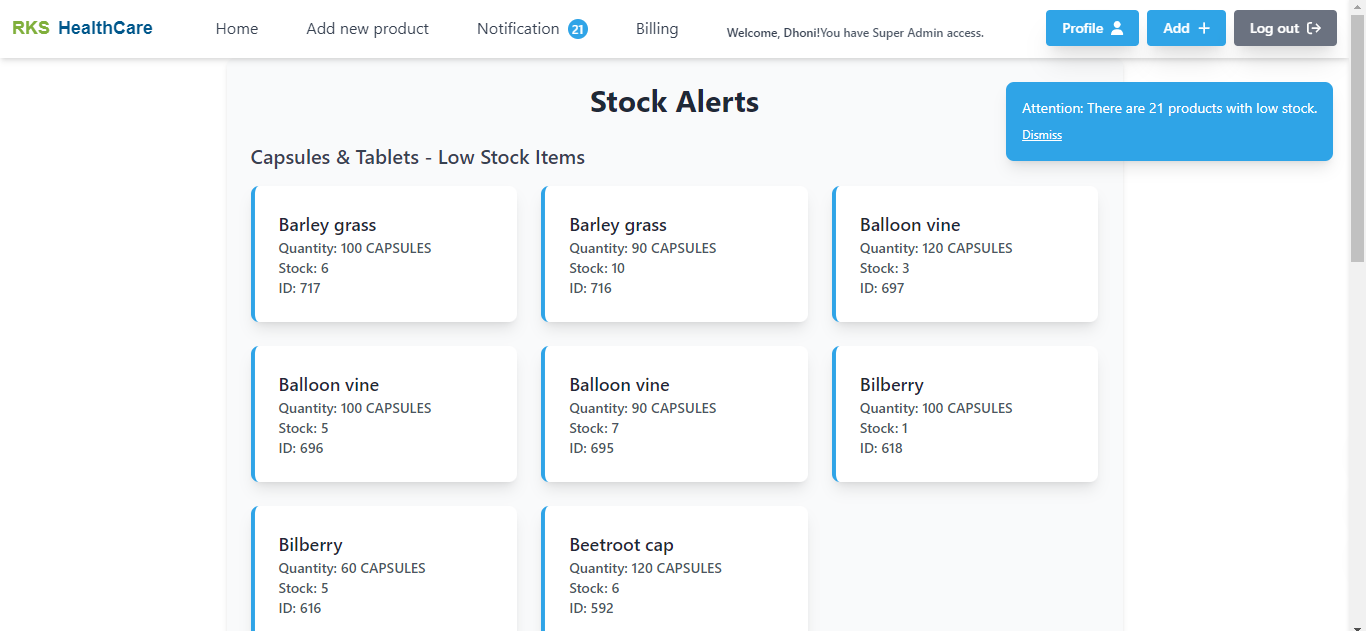 RKS HealthCare
Home
Add new product
Notification 21
Billing
Welcome, Dhoni!You have Super Admin access.
Profile
Add
Log out
Attention: There are 21 products with low stock.
Dismiss
Stock Alerts
Capsules & Tablets - Low Stock Items
Barley grass
Quantity: 100 CAPSULES
Stock: 6
ID: 717
Barley grass
Quantity: 90 CAPSULES
Stock: 10
ID: 716
Balloon vine
Quantity: 120 CAPSULES
Stock: 3
ID: 697
Balloon vine
Quantity: 100 CAPSULES
Stock: 5
ID: 696
Balloon vine
Quantity: 90 CAPSULES
Stock: 7
ID: 695
Bilberry
Quantity: 100 CAPSULES
Stock: 1
ID: 618
Bilberry
Quantity: 60 CAPSULES
Stock: 5
ID: 616
Beetroot cap
Quantity: 120 CAPSULES
Stock: 6
ID: 592